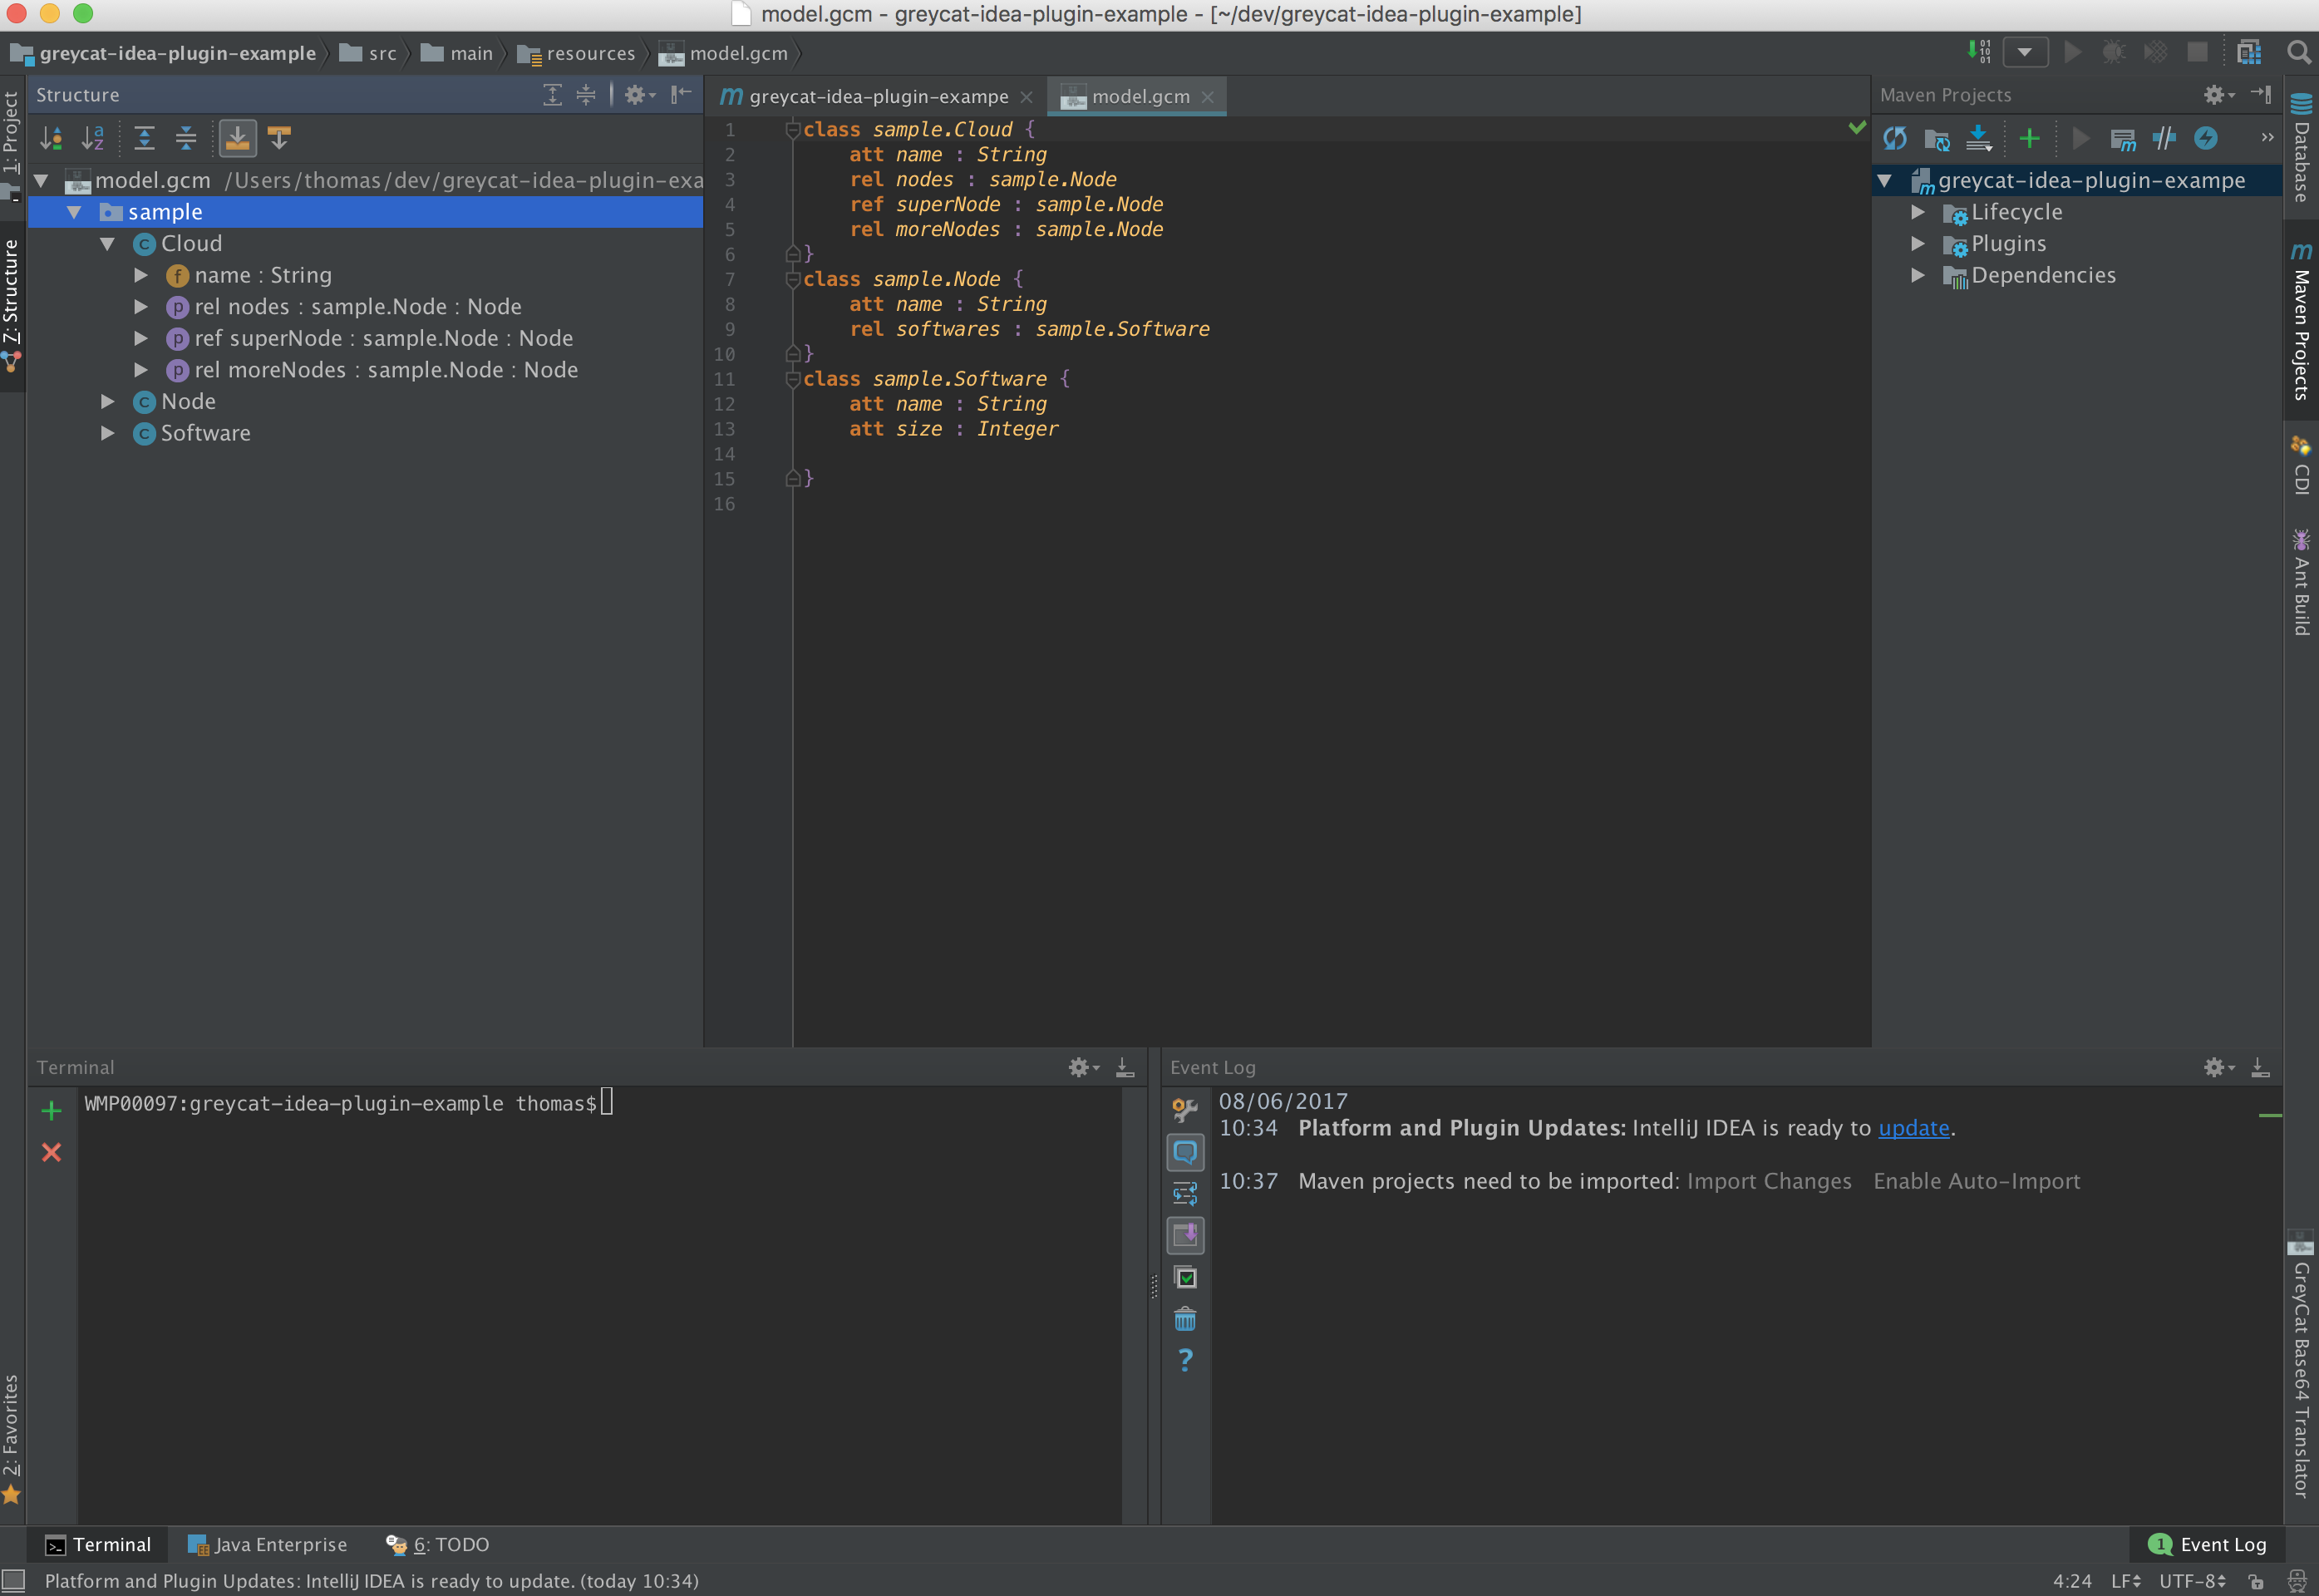 model.gcm - greycat-idea-plugin-example - [~/dev/greycat-idea-plugin-example]
greycat-idea-plugin-example src main resources model.gcm
1: Project
Z: Structure
2: Favorites
Structure
model.gcm /Users/thomas/dev/greycat-idea-plugin-exa
sample
Cloud
name : String
rel nodes : sample.Node : Node
ref superNode : sample.Node : Node
rel moreNodes : sample.Node : Node
Node
Software
greycat-idea-plugin-exampe model.gcm
1 class sample.Cloud {
2 att name : String
3 rel nodes : sample.Node
4 ref superNode : sample.Node
5 rel moreNodes : sample.Node
6 }
7 class sample.Node {
8 att name : String
9 rel softwares : sample.Software
10 }
11 class sample.Software {
12 att name : String
13 att size : Integer
14
15 }
16
Maven Projects
greycat-idea-plugin-exampe
Lifecycle
Plugins
Dependencies
Database
Maven Projects
CDI
Ant Build
GreyCat Base64 Translator
Terminal
WMP00097:greycat-idea-plugin-example thomas$
Event Log
08/06/2017
10:34 Platform and Plugin Updates: IntelliJ IDEA is ready to update.
10:37 Maven projects need to be imported: Import Changes Enable Auto-Import
Terminal Java Enterprise 6: TODO 1 Event Log
Platform and Plugin Updates: IntelliJ IDEA is ready to update. (today 10:34) 4:24 LF UTF-8